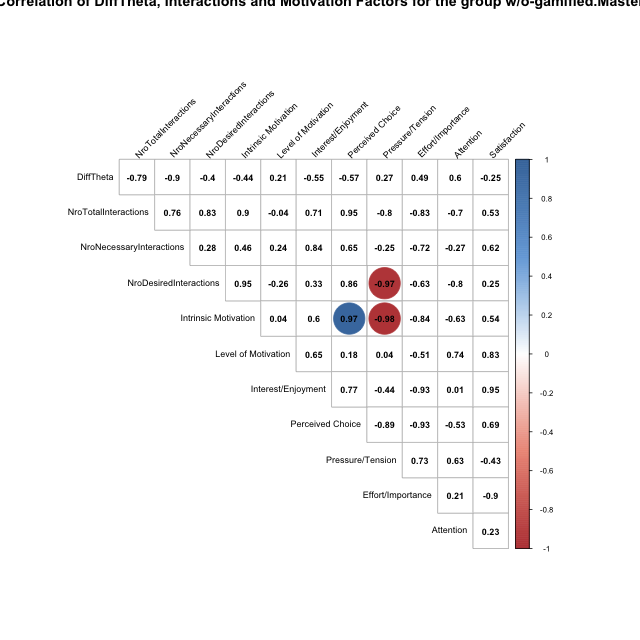 Correlation of DiffTheta, Interactions and Motivation Factors for the group w/o-gamified.Master
NroTotalInteractions
NroNecessaryInteractions
NroDesiredInteractions
Intrinsic Motivation
Level of Motivation
Interest/Enjoyment
Perceived Choice
Pressure/Tension
Effort/Importance
Attention
Satisfaction
DiffTheta -0.79 -0.9 -0.4 -0.44 0.21 -0.55 -0.57 0.27 0.49 0.6 -0.25
NroTotalInteractions 0.76 0.83 0.9 -0.04 0.71 0.95 -0.8 -0.83 -0.7 0.53
NroNecessaryInteractions 0.28 0.46 0.24 0.84 0.65 -0.25 -0.72 -0.27 0.62
NroDesiredInteractions 0.95 -0.26 0.33 0.86 -0.97 -0.63 -0.8 0.25
Intrinsic Motivation 0.04 0.6 0.97 -0.98 -0.84 -0.63 0.54
Level of Motivation 0.65 0.18 0.04 -0.51 0.74 0.83
Interest/Enjoyment 0.77 -0.44 -0.93 0.01 0.95
Perceived Choice -0.89 -0.93 -0.53 0.69
Pressure/Tension 0.73 0.63 -0.43
Effort/Importance 0.21 -0.9
Attention 0.23
1
0.8
0.6
0.4
0.2
0
-0.2
-0.4
-0.6
-0.8
-1